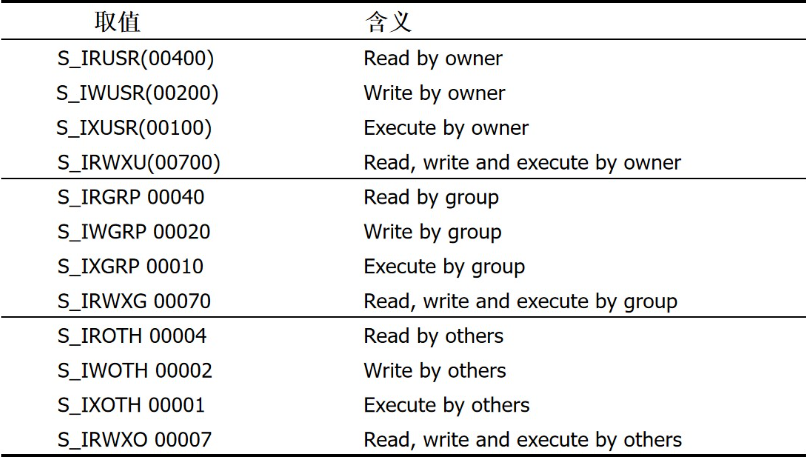 取值 含义
S_IRUSR(00400) Read by owner
S_IWUSR(00200) Write by owner
S_IXUSR(00100) Execute by owner
S_IRWXU(00700) Read, write and execute by owner
S_IRGRP 00040 Read by group
S_IWGRP 00020 Write by group
S_IXGRP 00010 Execute by group
S_IRWXG 00070 Read, write and execute by group
S_IROTH 00004 Read by others
S_IWOTH 00002 Write by others
S_IXOTH 00001 Execute by others
S_IRWXO 00007 Read, write and execute by others